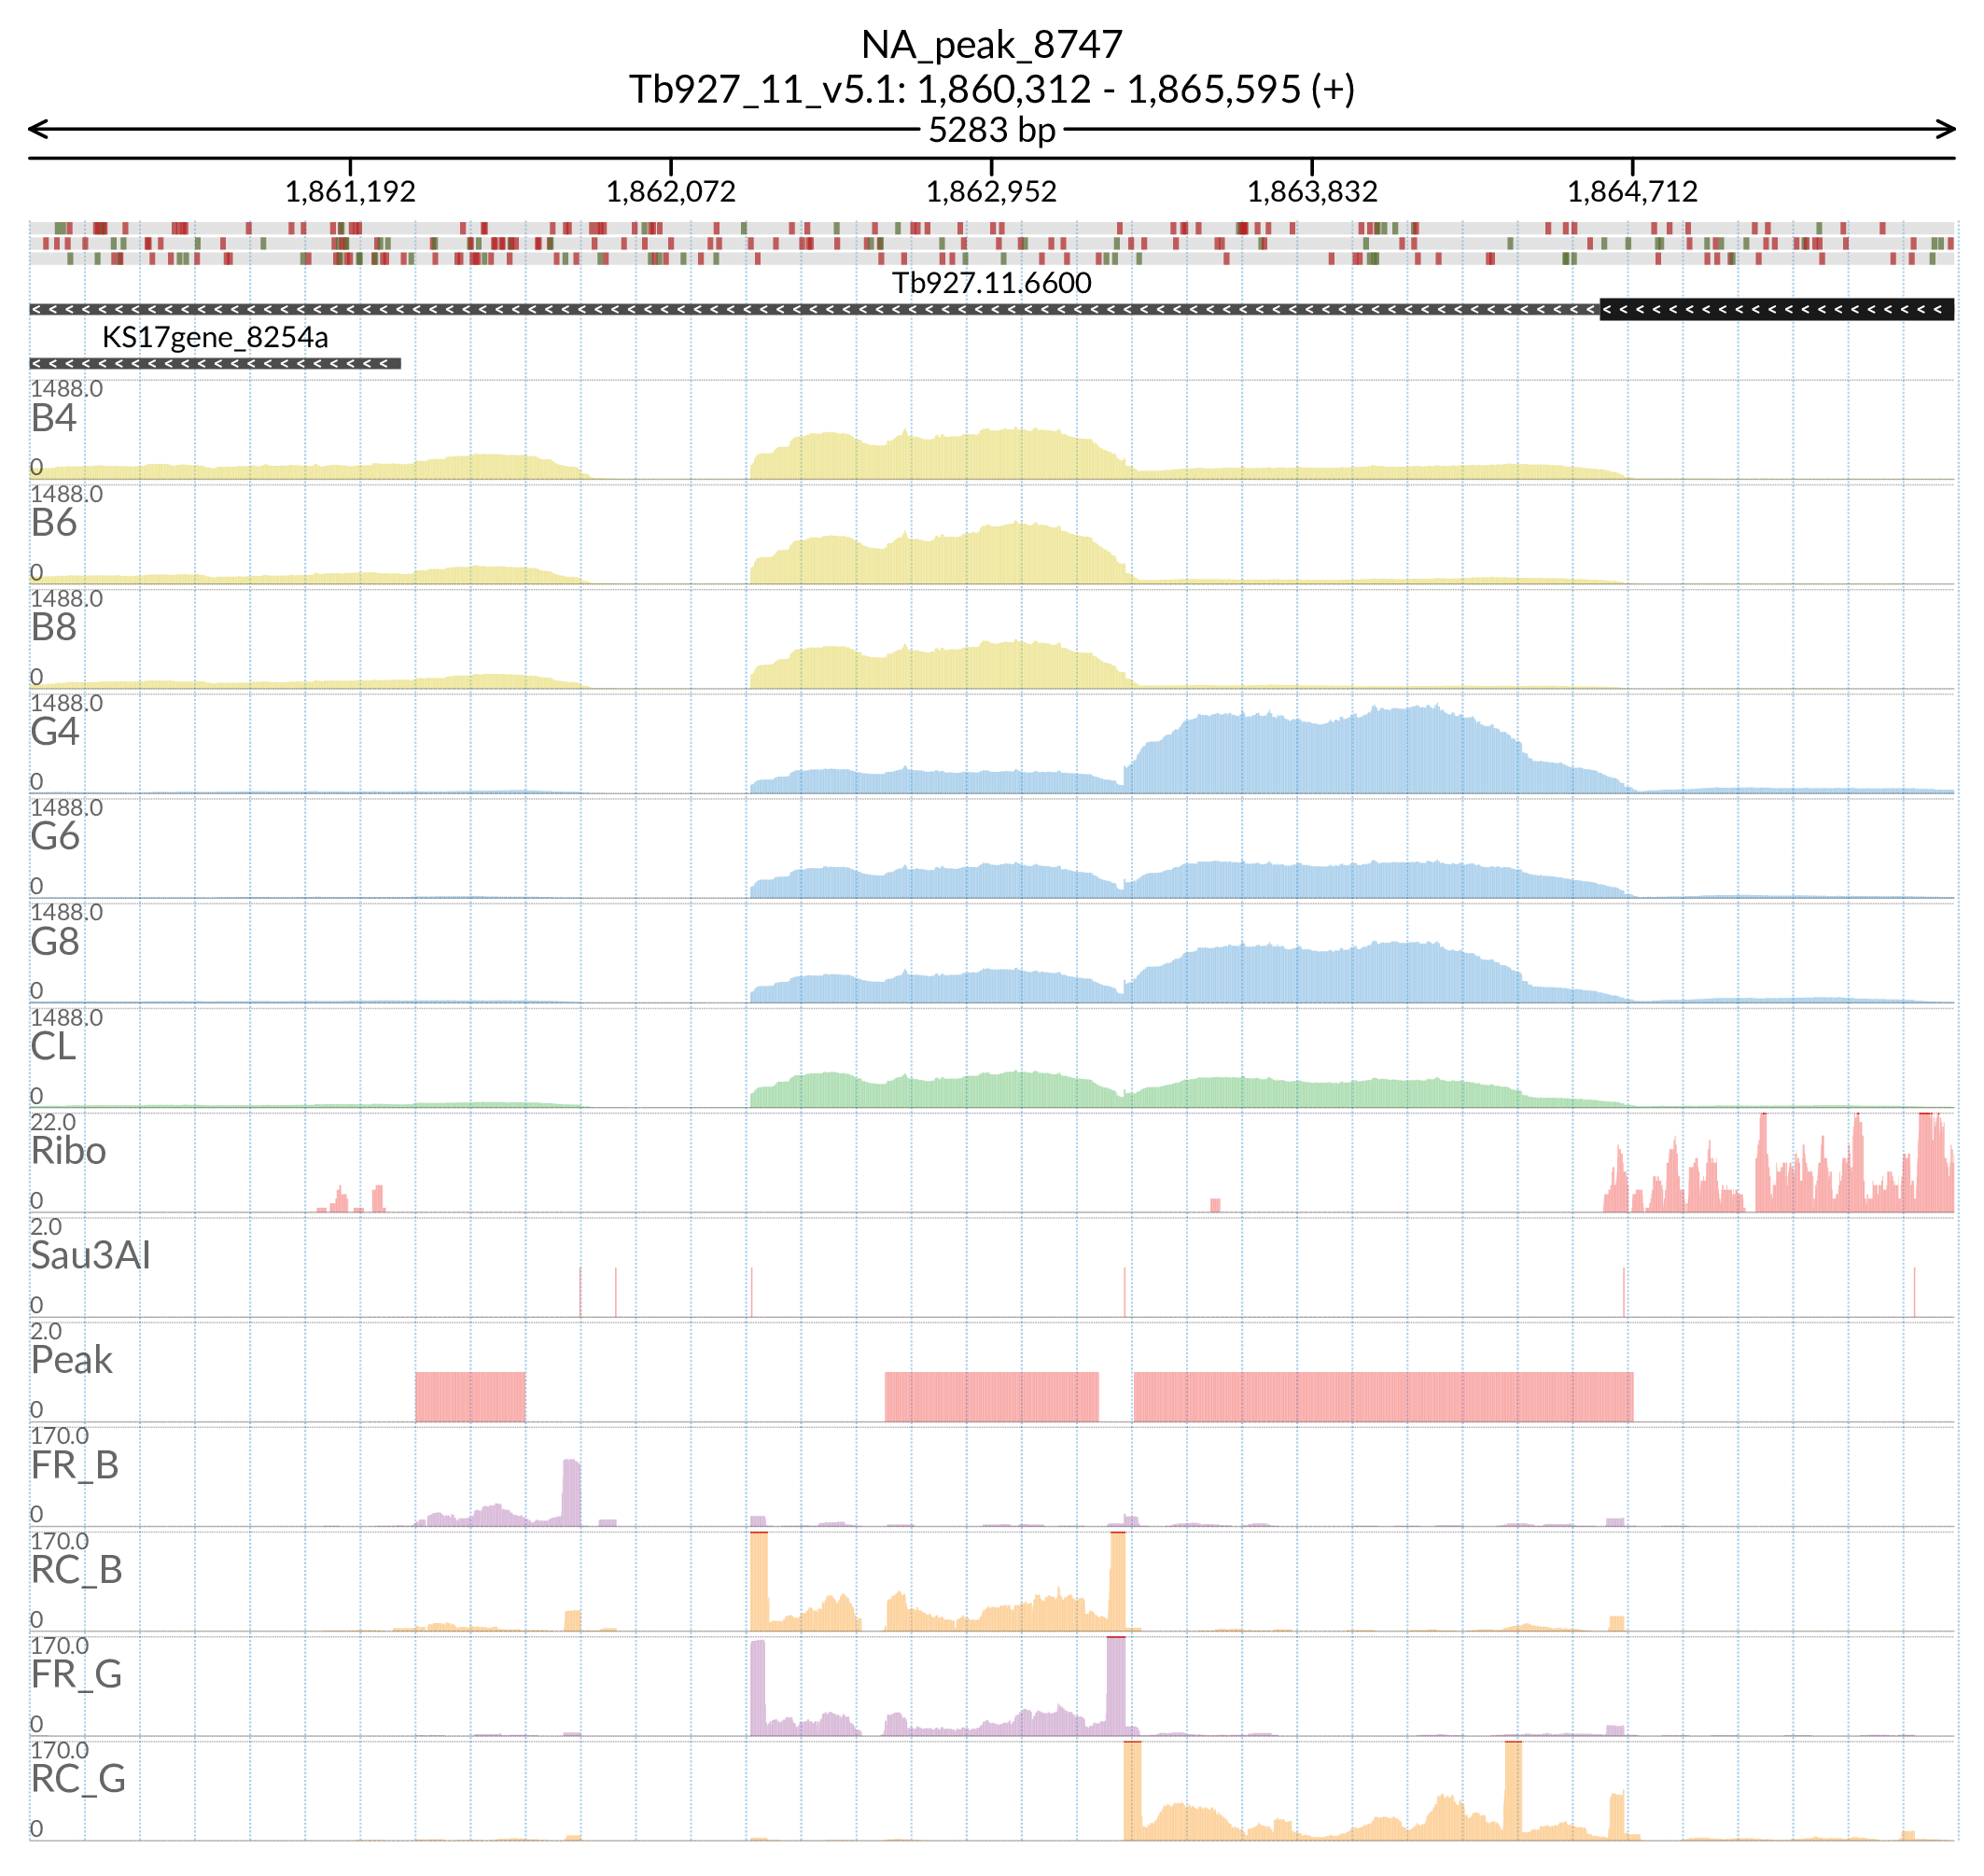 NA_peak_8747
Tb927_11_v5.1: 1,860,312 - 1,865,595 (+)
5283 bp
1,861,192 1,862,072 1,862,952 1,863,832 1,864,712
Tb927.11.6600
KS17gene_8254a
1488.0
B4
0
1488.0
B6
0
1488.0
B8
0
1488.0
G4
0
1488.0
G6
0
1488.0
G8
0
1488.0
CL
0
22.0
Ribo
0
2.0
Sau3AI
0
2.0
Peak
0
170.0
FR_B
0
170.0
RC_B
0
170.0
FR_G
0
170.0
RC_G
0